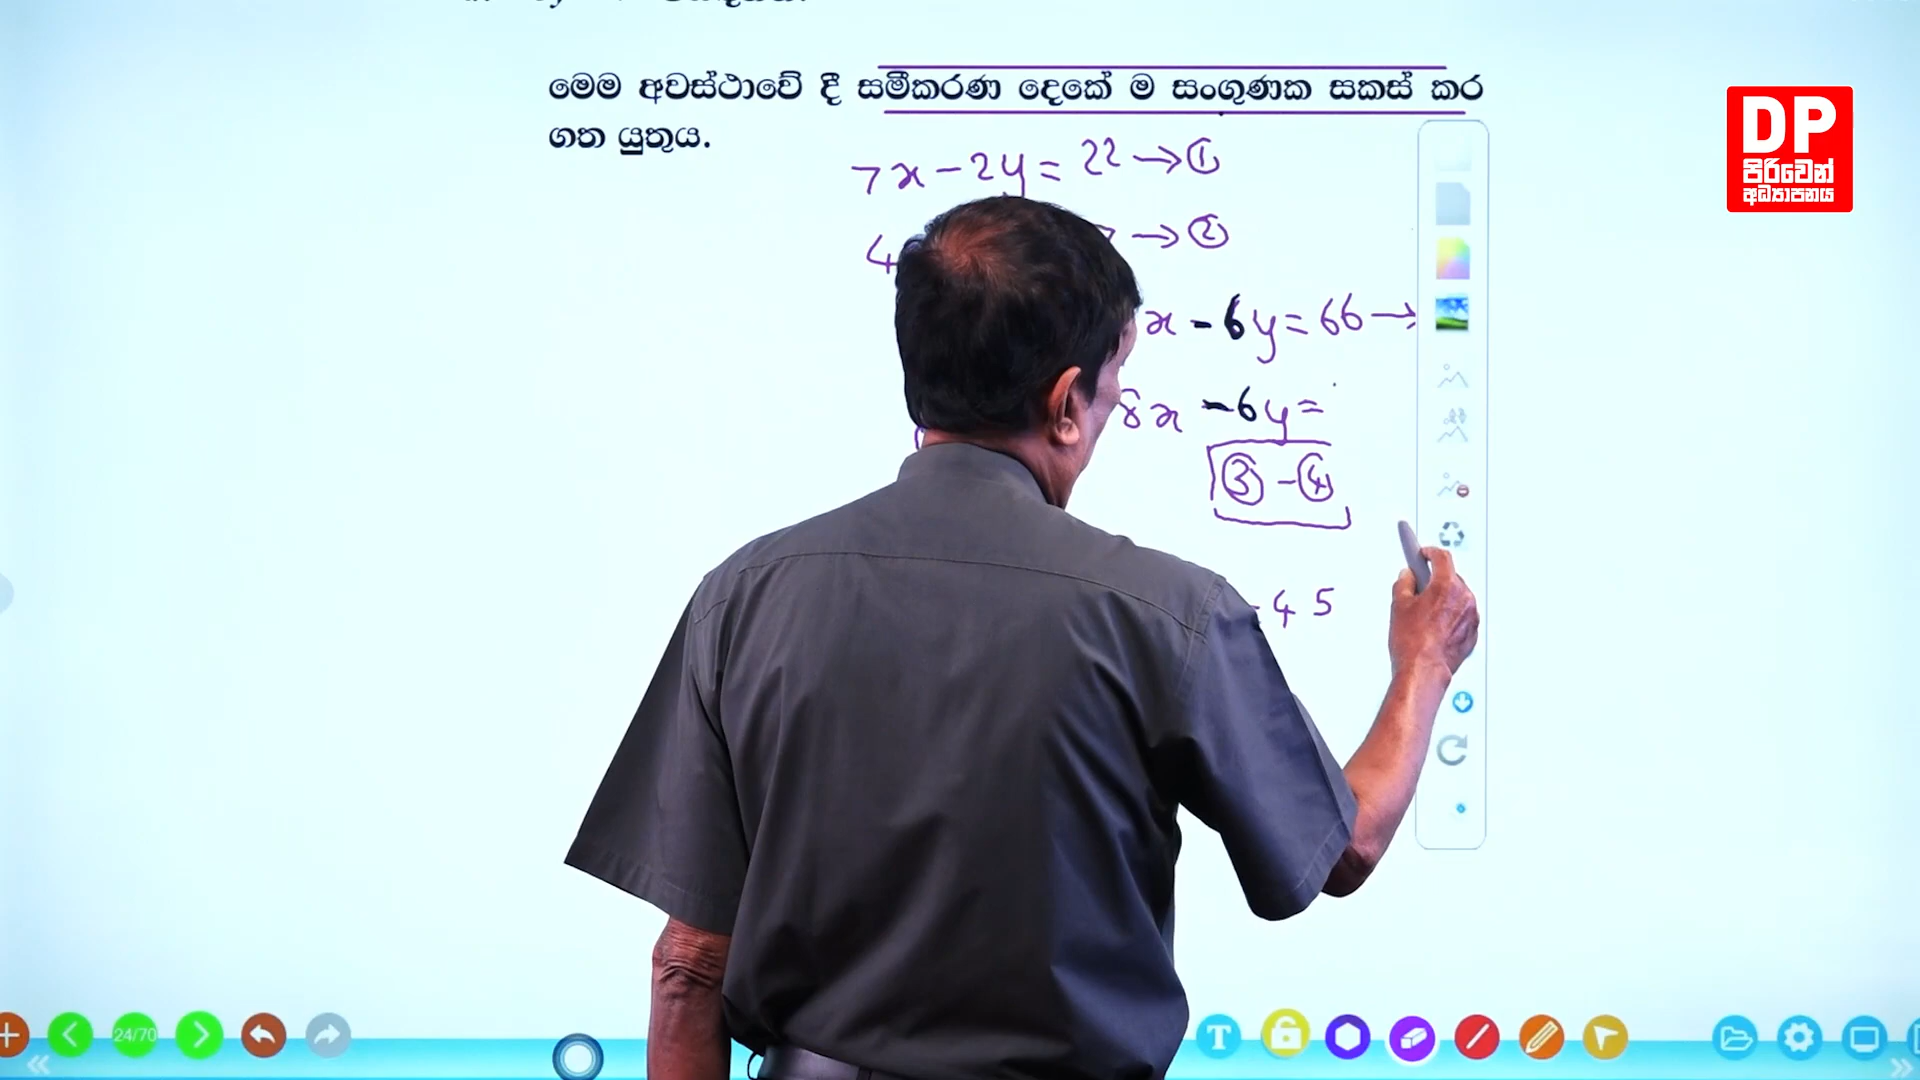 මෙම අවස්ථාවේ දී සමීකරණ දෙකේ ම සංගුණක සකස් කර
ගත යුතුය.
DP
පිරිවෙන්
අධ්‍යාපනය
7x - 2y = 22 → ①
4 → ②
x - 6y = 66 →
8x - 6y =
③ - ④
- 45
24/70
T